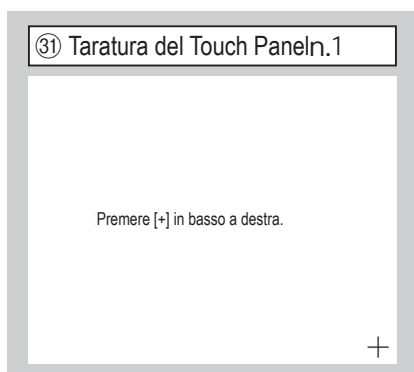 ㉛ Taratura del Touch Paneln.1
Premere [+] in basso a destra.
+